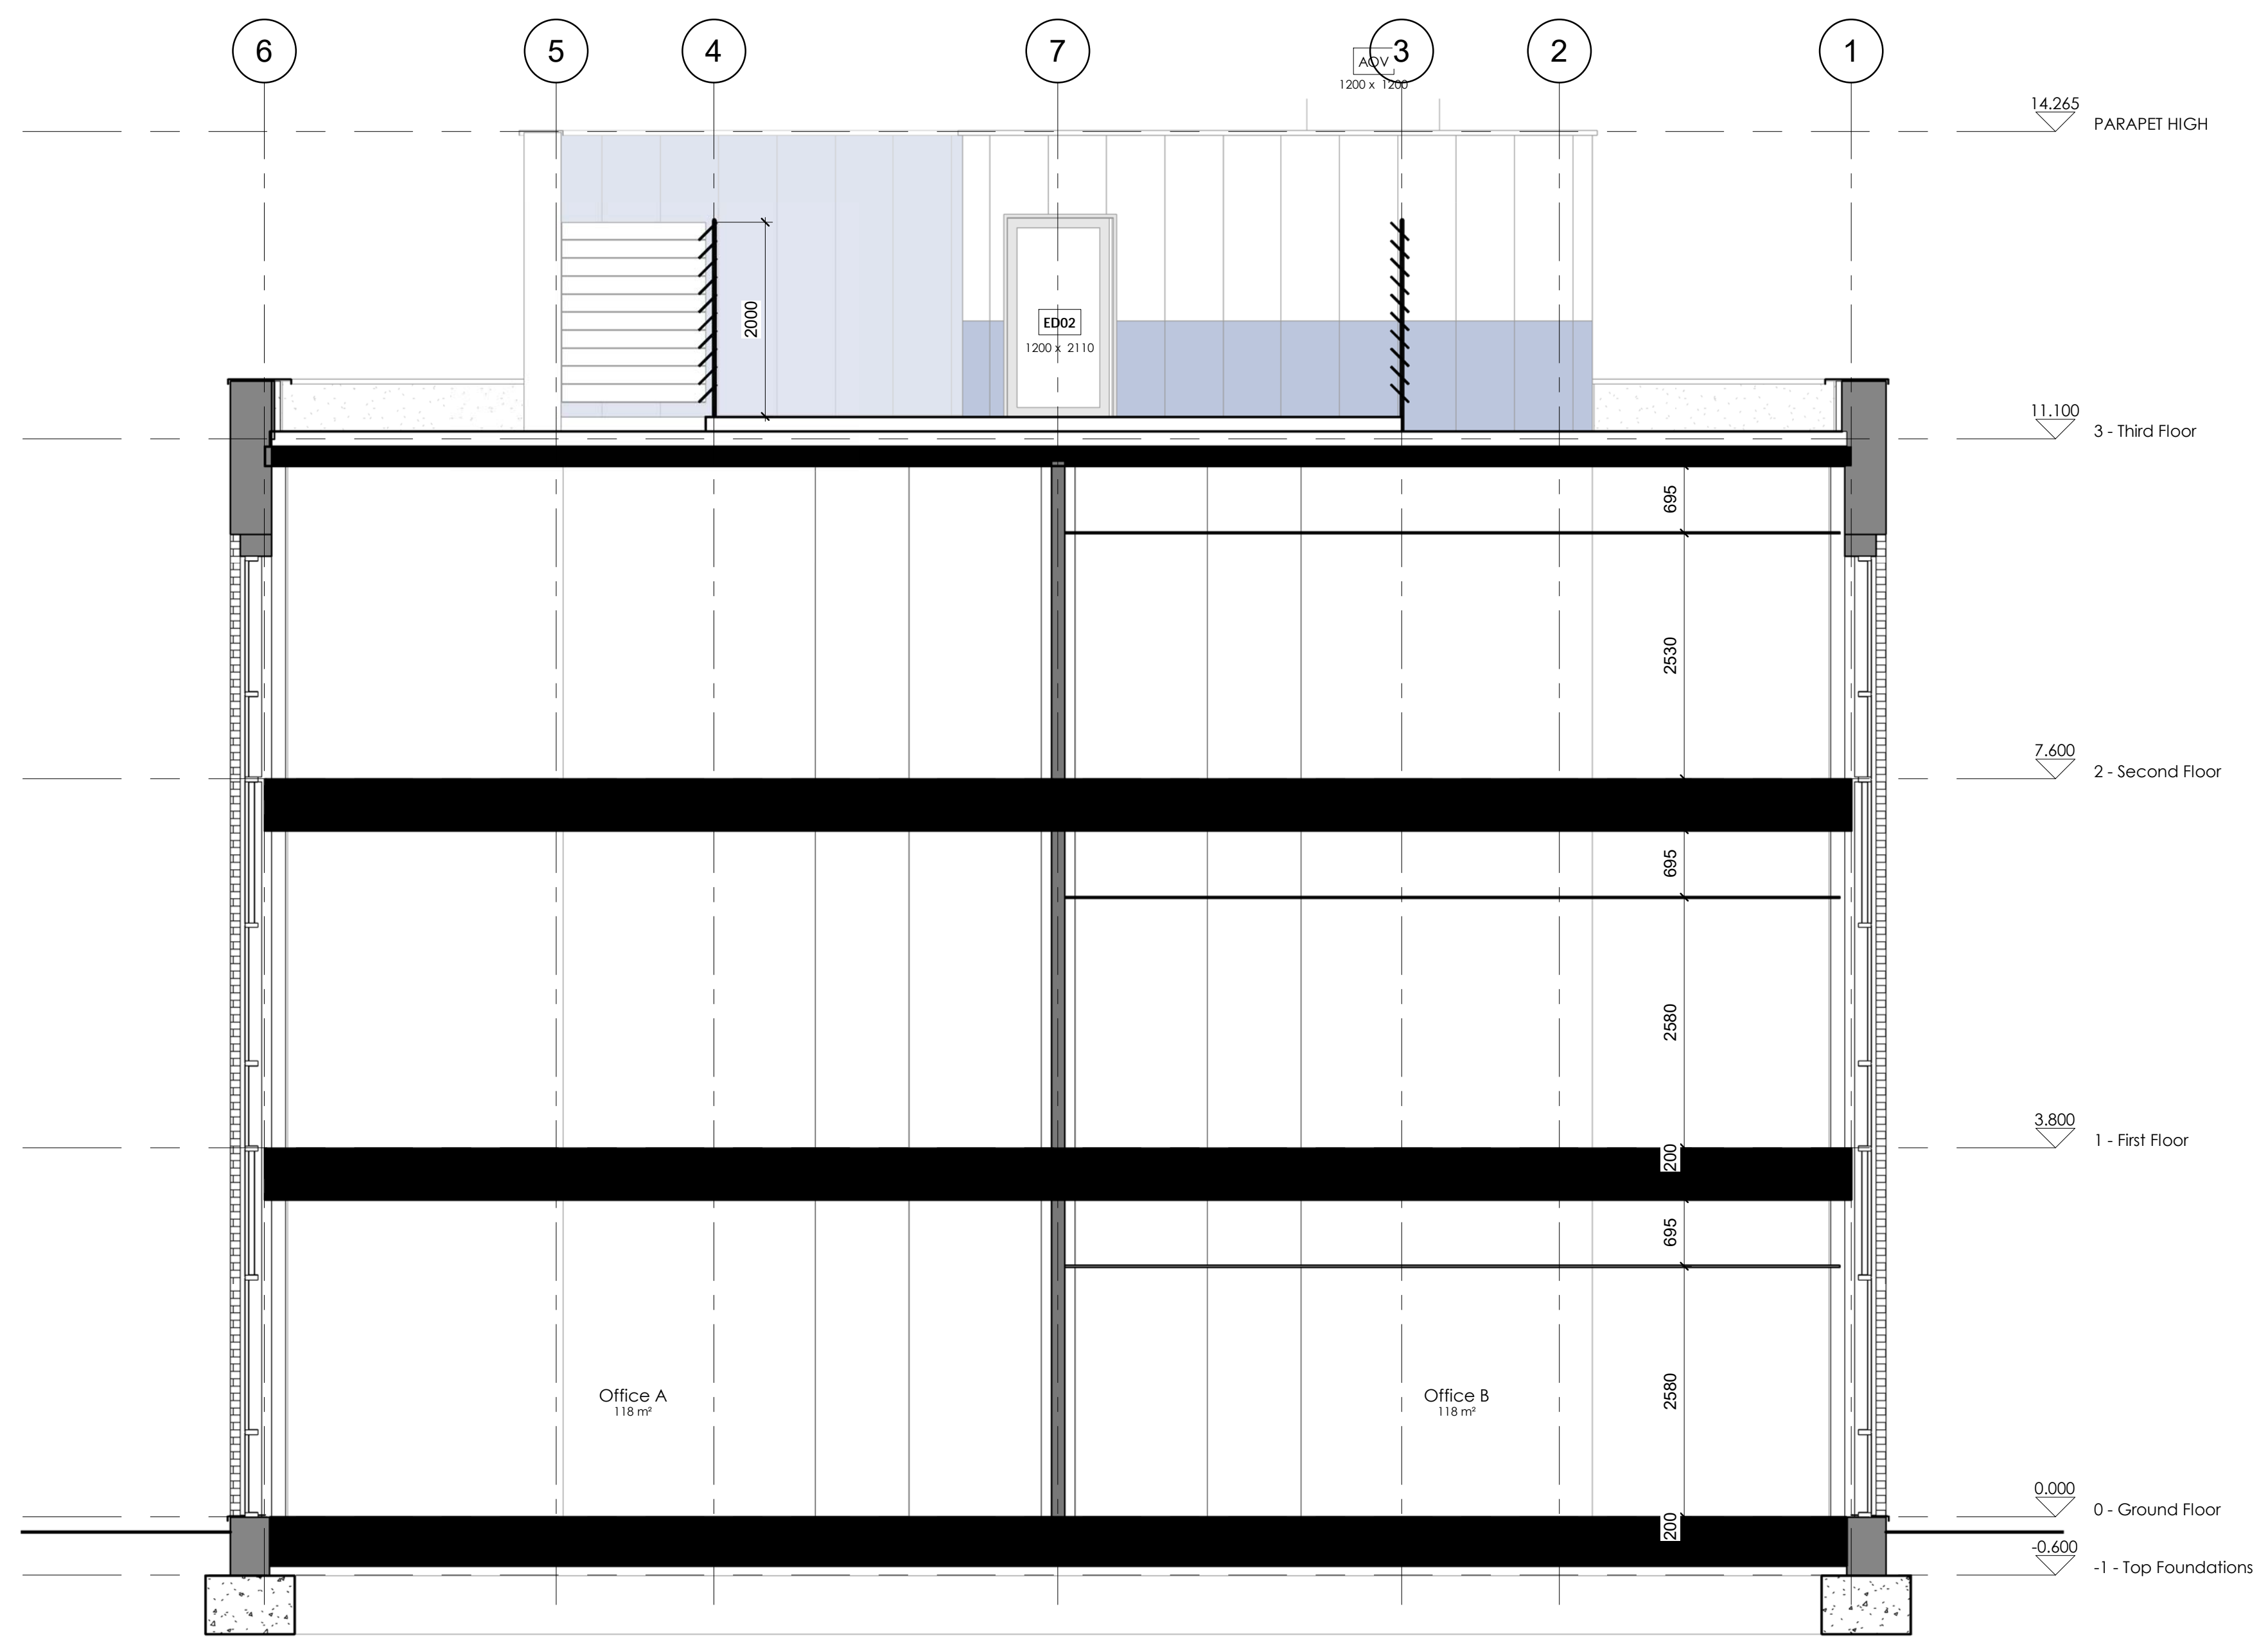 6
5
4
7
3
2
1
AOV
1200 x 1200
14.265
PARAPET HIGH
2000
ED02
1200 x 2110
11.100
3 - Third Floor
695
2530
7.600
2 - Second Floor
695
2580
3.800
1 - First Floor
200
695
Office A
118 m²
Office B
118 m²
2580
0.000
0 - Ground Floor
200
-0.600
-1 - Top Foundations